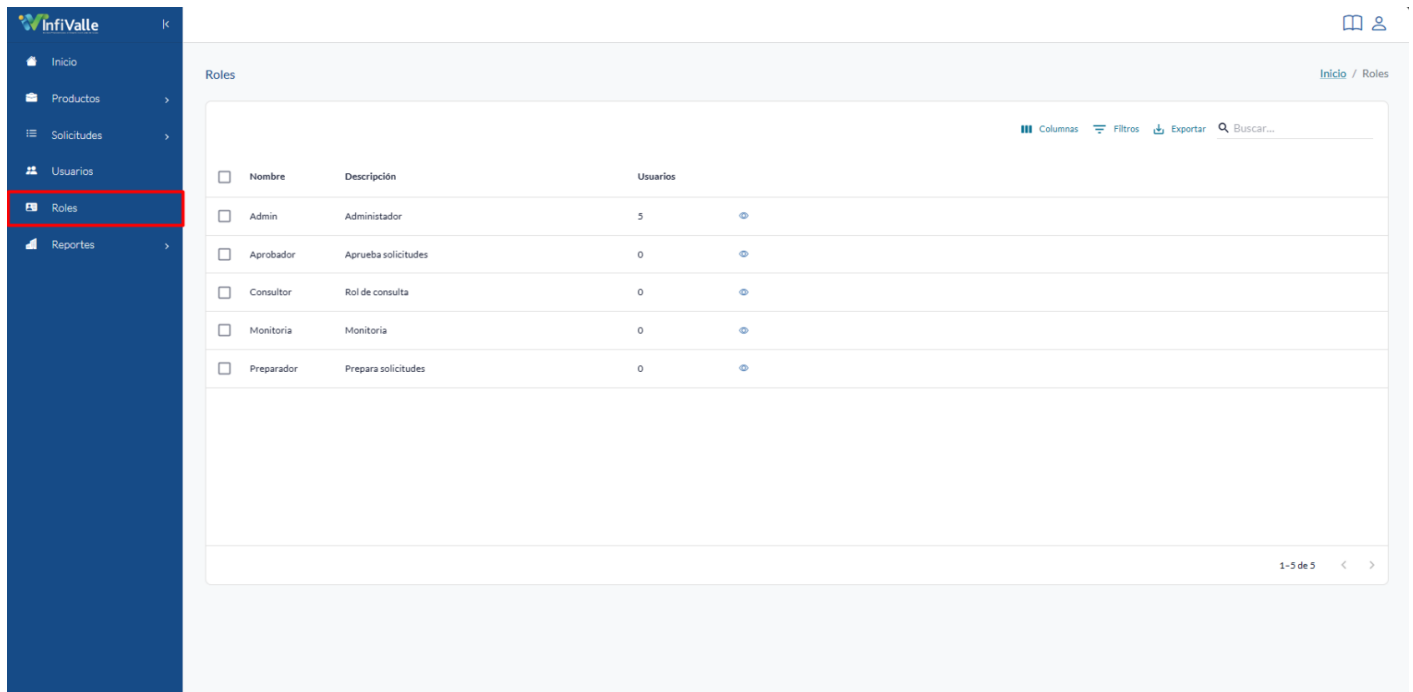 InfiValle
Inicio
Productos
Solicitudes
Usuarios
Roles
Reportes
Roles
Inicio / Roles
Columnas Filtros Exportar Buscar...
Nombre Descripción Usuarios
Admin Administador 5
Aprobador Aprueba solicitudes 0
Consultor Rol de consulta 0
Monitoria Monitoria 0
Preparador Prepara solicitudes 0
1–5 de 5